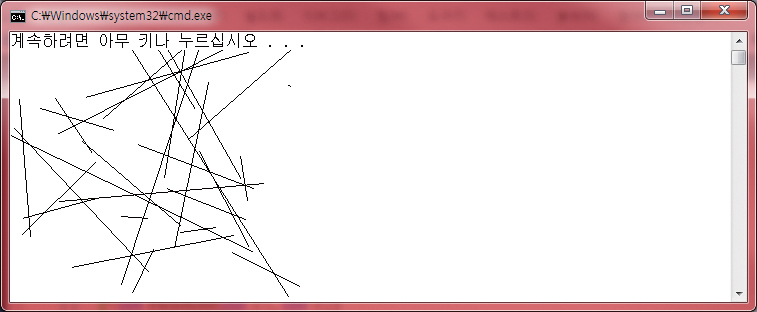 C:₩Windows₩system32₩cmd.exe
계속하려면 아무 키나 누르십시오 . . .